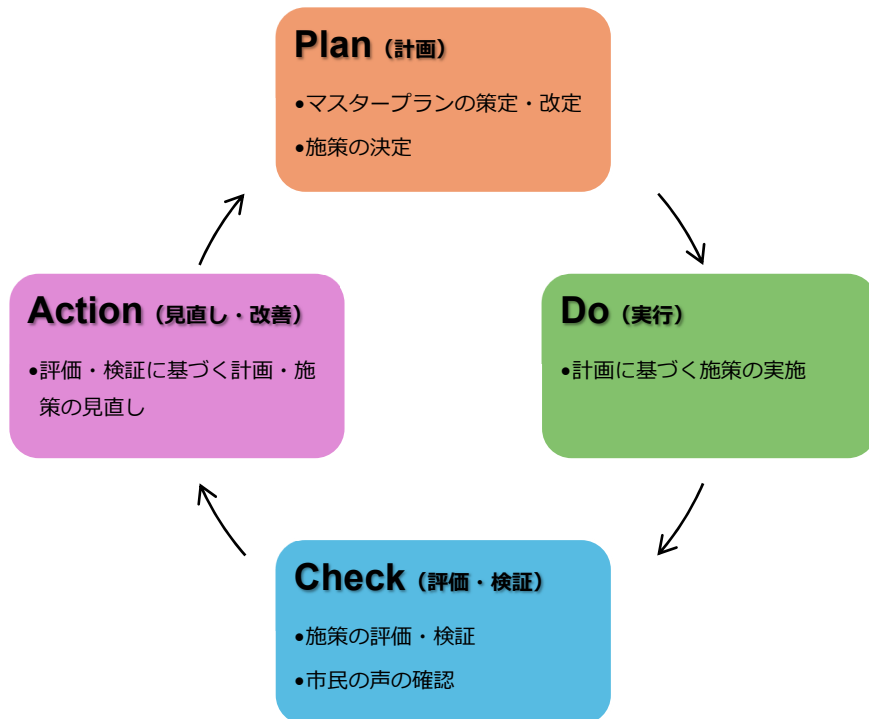 Plan（計画）
•マスタープランの策定・改定
•施策の決定
Action（見直し・改善）
•評価・検証に基づく計画・施
策の見直し
Do（実行）
•計画に基づく施策の実施
Check（評価・検証）
•施策の評価・検証
•市民の声の確認